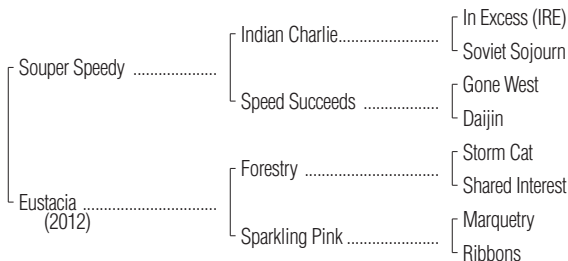 In Excess (IRE)
Indian Charlie....................
Soviet Sojourn
Souper Speedy ..................
Gone West
Speed Succeeds ...............
Daijin
Storm Cat
Forestry ...........................
Shared Interest
Eustacia .............................
(2012)
Marquetry
Sparkling Pink ..................
Ribbons